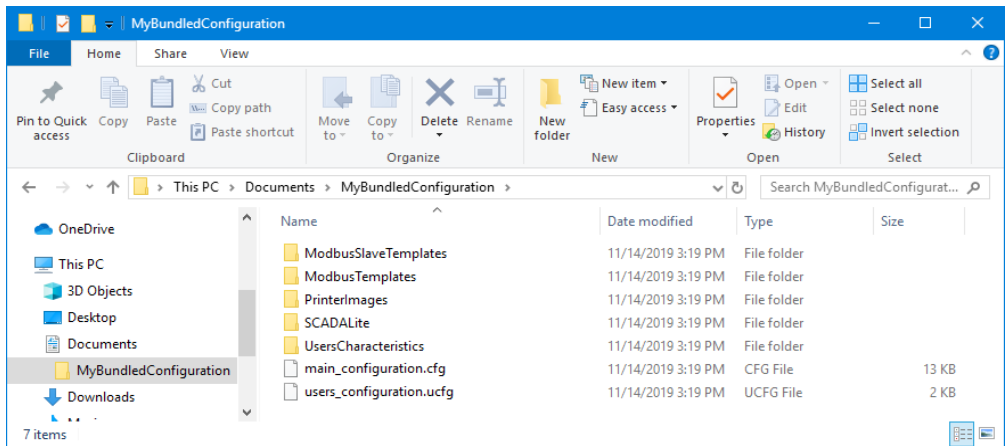 MyBundledConfiguration
File Home Share View
Pin to Quick access
Copy
Paste
Cut
Copy path
Paste shortcut
Clipboard
Move to
Copy to
Delete
Rename
Organize
New folder
New item
Easy access
New
Properties
Open
Edit
History
Open
Select all
Select none
Invert selection
Select
This PC > Documents > MyBundledConfiguration >
Search MyBundledConfigurat...
OneDrive
This PC
3D Objects
Desktop
Documents
MyBundledConfiguration
Downloads
Name Date modified Type Size
ModbusSlaveTemplates 11/14/2019 3:19 PM File folder
ModbusTemplates 11/14/2019 3:19 PM File folder
PrinterImages 11/14/2019 3:19 PM File folder
SCADALite 11/14/2019 3:19 PM File folder
UsersCharacteristics 11/14/2019 3:19 PM File folder
main_configuration.cfg 11/14/2019 3:19 PM CFG File 13 KB
users_configuration.ucfg 11/14/2019 3:19 PM UCFG File 2 KB
7 items